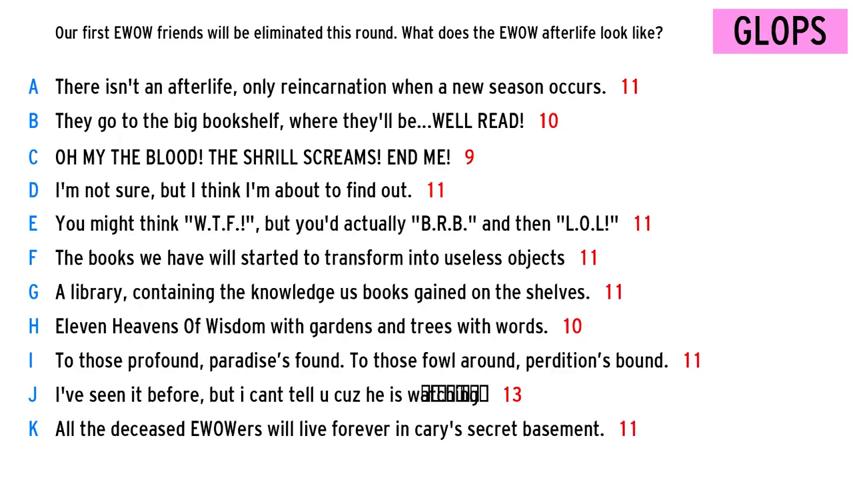 Our first EWOW friends will be eliminated this round. What does the EWOW afterlife look like?
GLOPS
A There isn't an afterlife, only reincarnation when a new season occurs. 11
B They go to the big bookshelf, where they'll be...WELL READ! 10
C OH MY THE BLOOD! THE SHRILL SCREAMS! END ME! 9
D I'm not sure, but I think I'm about to find out. 11
E You might think "W.T.F.!", but you'd actually "B.R.B." and then "L.O.L!" 11
F The books we have will started to transform into useless objects 11
G A library, containing the knowledge us books gained on the shelves. 11
H Eleven Heavens Of Wisdom with gardens and trees with words. 10
I To those profound, paradise’s found. To those fowl around, perdition’s bound. 11
J I've seen it before, but i cant tell u cuz he is 13
K All the deceased EWOWers will live forever in cary's secret basement. 11